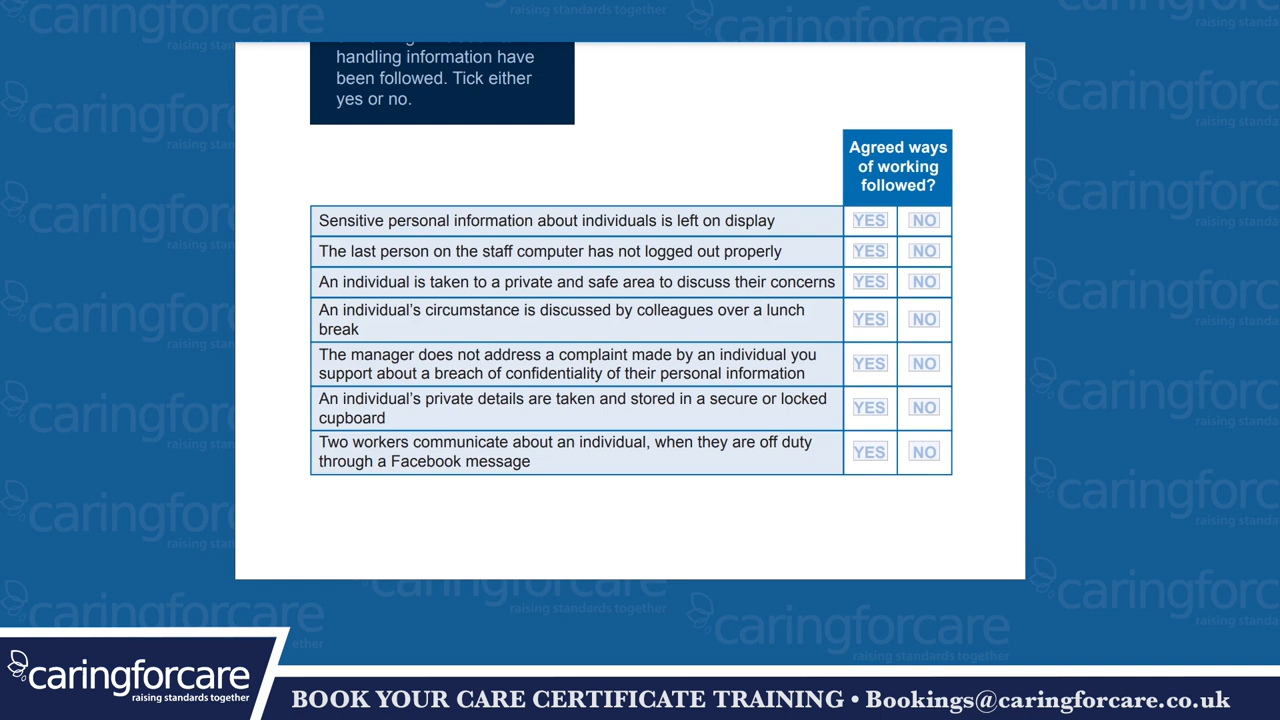 handling information have
been followed. Tick either
yes or no.
Agreed ways
of working
followed?
Sensitive personal information about individuals is left on display YES NO
The last person on the staff computer has not logged out properly YES NO
An individual is taken to a private and safe area to discuss their concerns YES NO
An individual’s circumstance is discussed by colleagues over a lunch
break YES NO
The manager does not address a complaint made by an individual you
support about a breach of confidentiality of their personal information YES NO
An individual’s private details are taken and stored in a secure or locked
cupboard YES NO
Two workers communicate about an individual, when they are off duty
through a Facebook message YES NO
caringforcare
raising standards together
BOOK YOUR CARE CERTIFICATE TRAINING • Bookings@caringforcare.co.uk